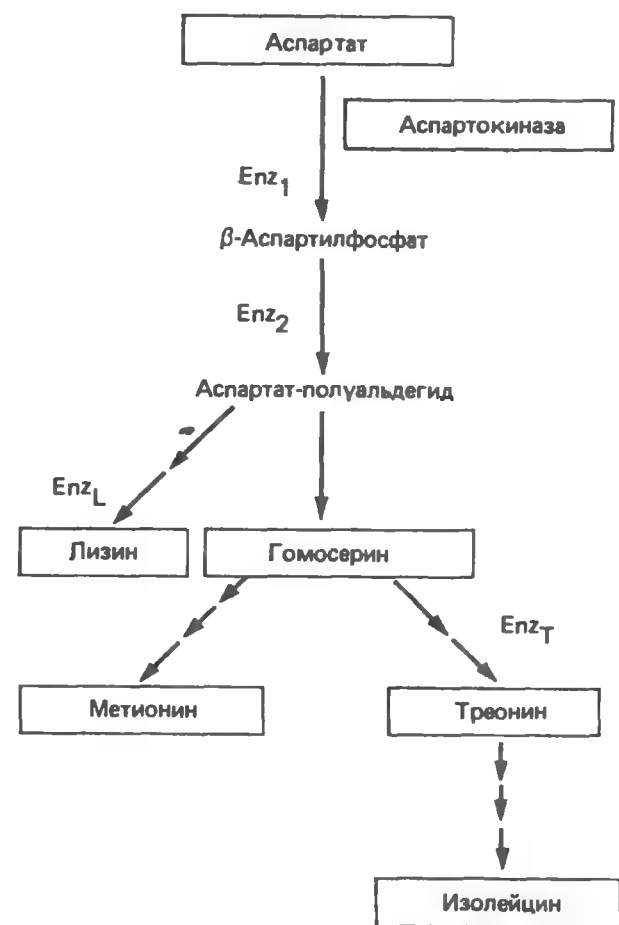 Аспартат
Аспартокиназа
Enz1
β-Аспартилфосфат
Enz2
Аспартат-полуальдегид
EnzL
Лизин
Гомосерин
EnzT
Метионин
Треонин
Изолейцин